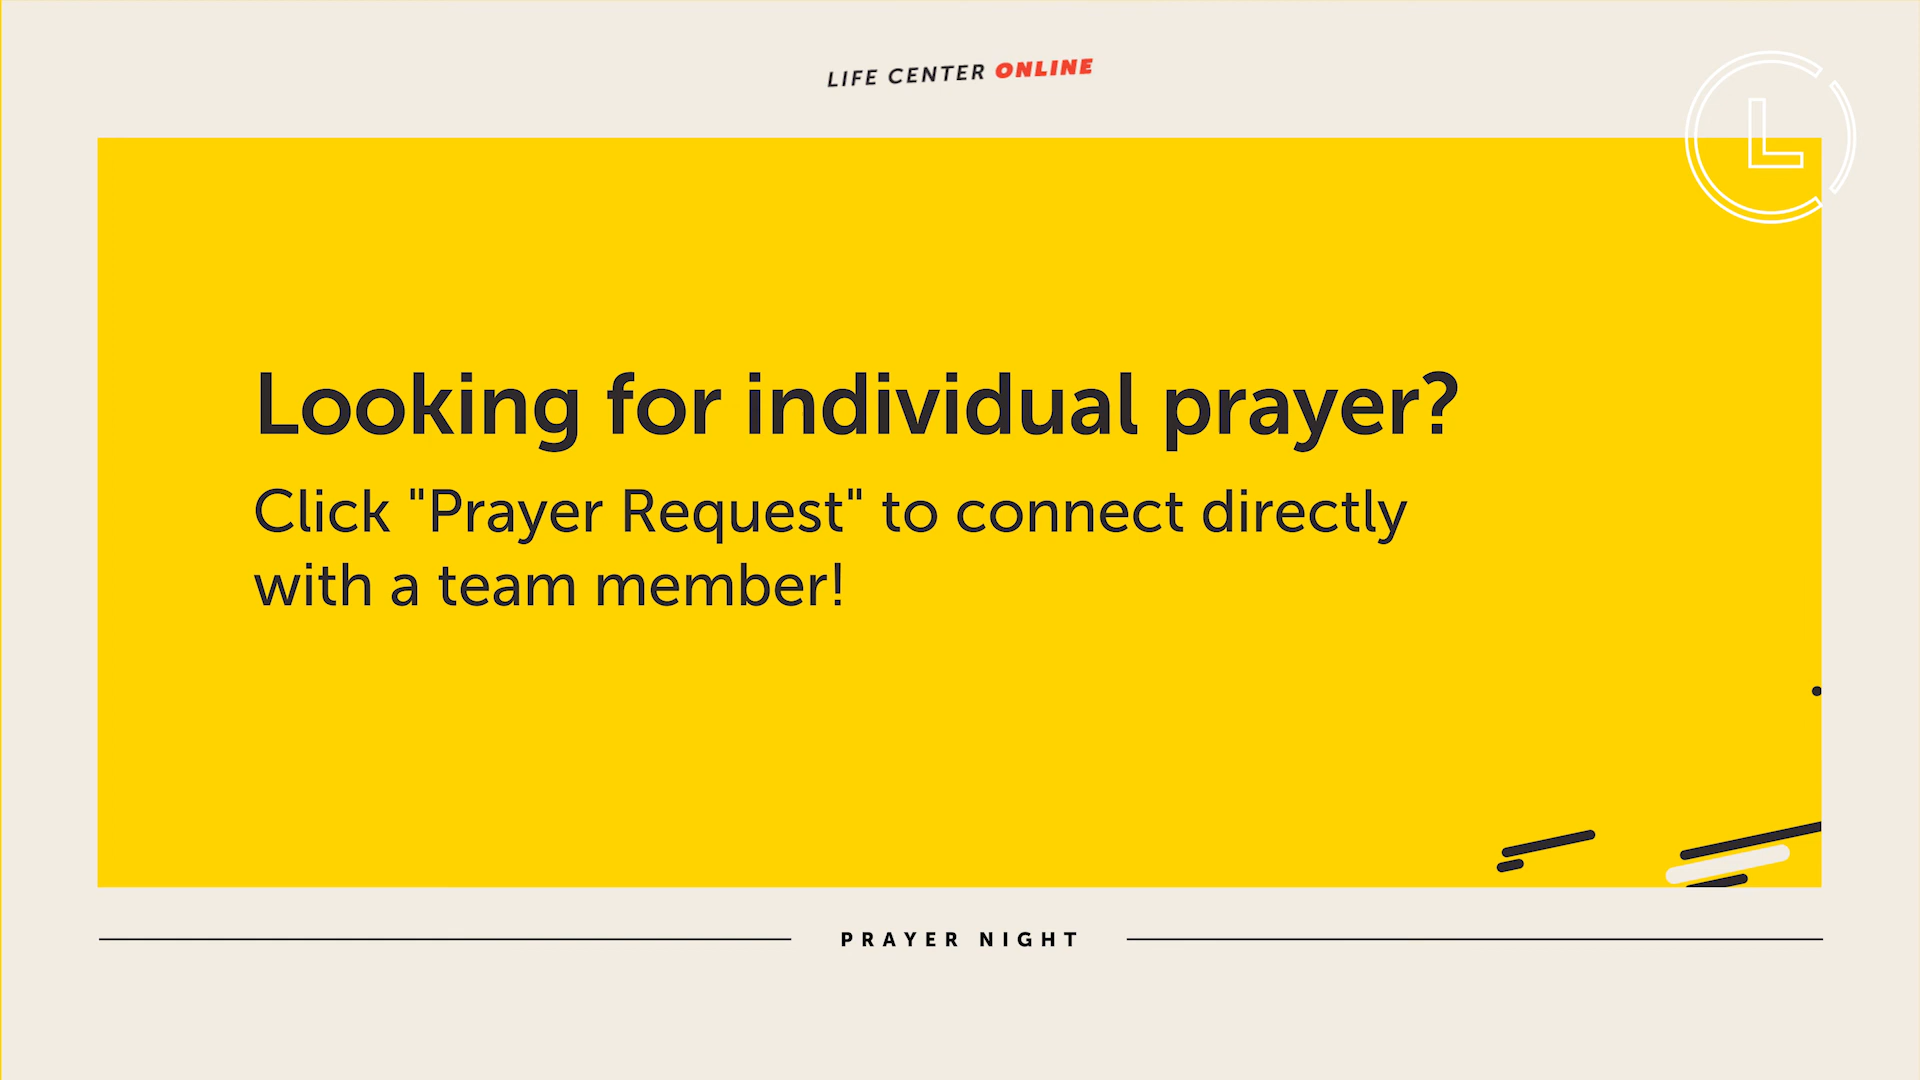 LIFE CENTER ONLINE
L
Looking for individual prayer?
Click "Prayer Request" to connect directly
with a team member!
PRAYER NIGHT